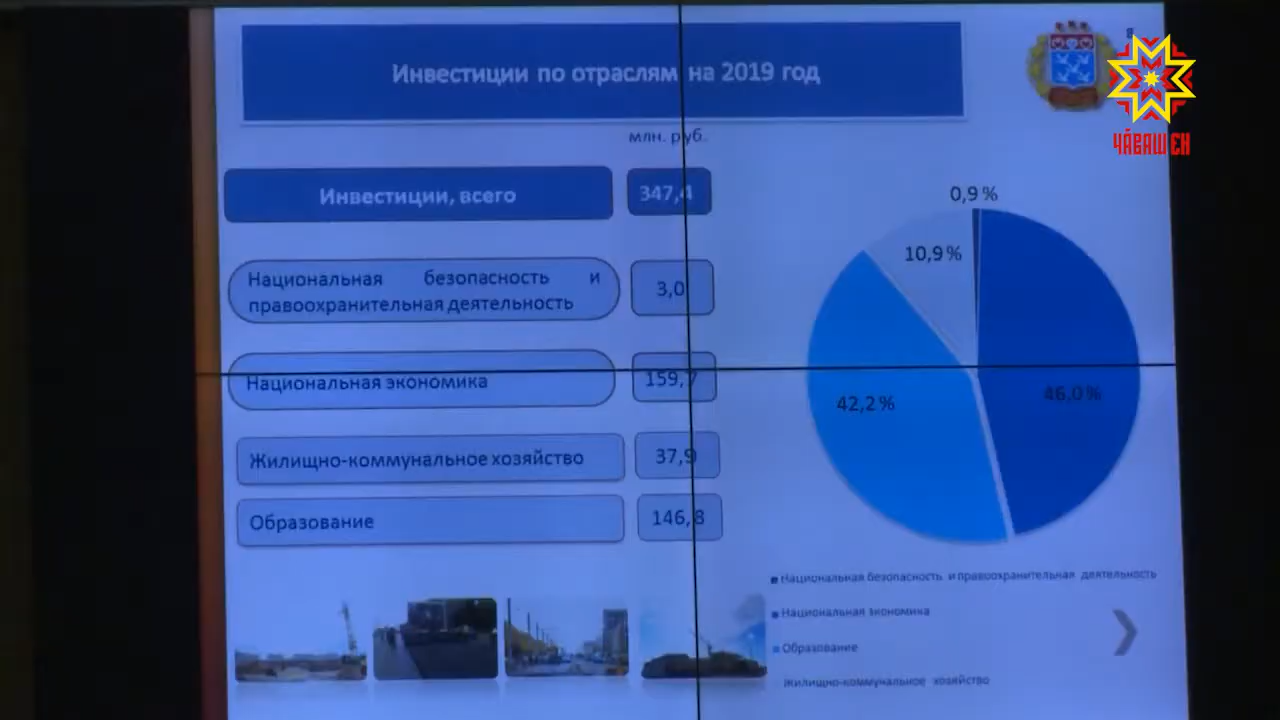 Инвестиции по отраслям на 2019 год
млн. руб.
Инвестиции, всего
347,4
Национальная безопасность и
правоохранительная деятельность
3,0
Национальная экономика
159,7
Жилищно-коммунальное хозяйство
37,9
Образование
146,8
0,9%
10,9%
42,2%
46,0%
Национальная безопасность и правоохранительная деятельность
Национальная экономика
Образование
Жилищно-коммунальное хозяйство
ЧӐВАШ ЕН